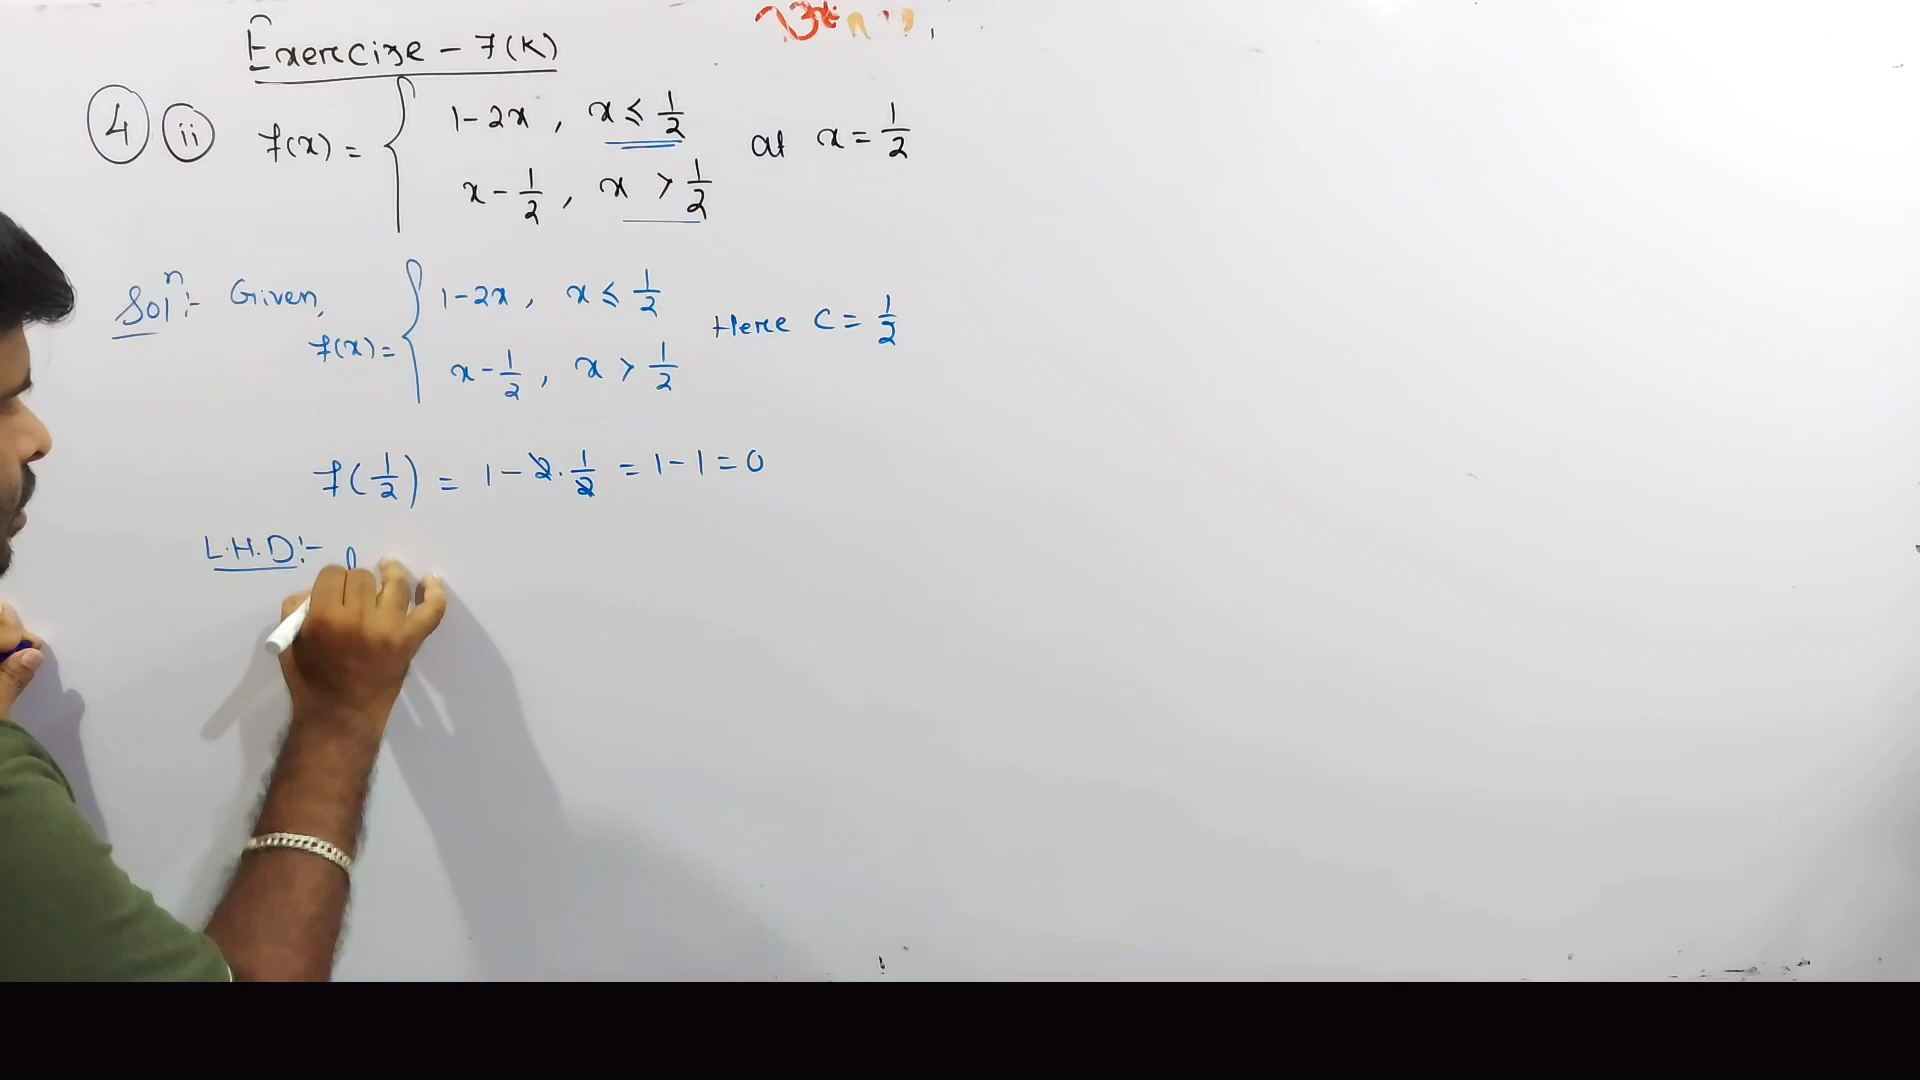 Exercise - 7(K)
4 ii f(x) = { 1-2x , x ≤ 1/2
x - 1/2 , x > 1/2 at x = 1/2
Solⁿ:- Given,
f(x) = { 1-2x , x ≤ 1/2
x - 1/2 , x > 1/2 Here C = 1/2
f(1/2) = 1 - 2 · 1/2 = 1 - 1 = 0
L.H.D:-